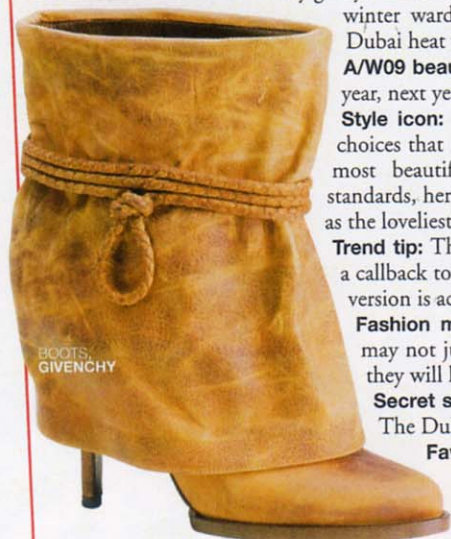 winter ward
Dubai heat
A/W09 beau
year, next ye
Style icon:
choices that
most beautif
standards, her
as the loveliest
Trend tip: Th
a callback to
version is ac
Fashion m
may not ju
they will l
Secret s
The Du
Fav
BOOTS,
GIVENCHY